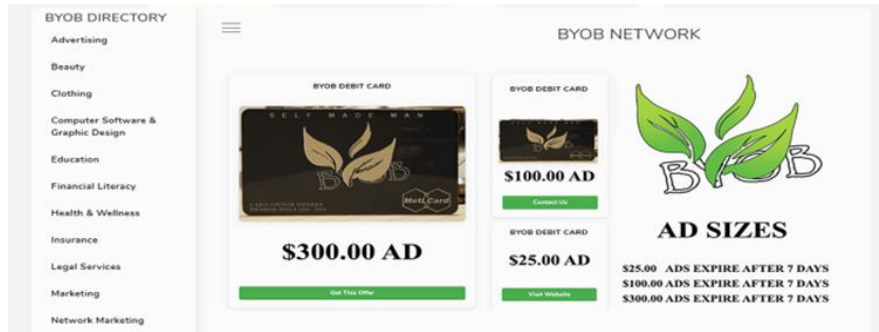 BYOB DIRECTORY
Advertising
Beauty
Clothing
Computer Software &
Graphic Design
Education
Financial Literacy
Health & Wellness
Insurance
Legal Services
Marketing
Network Marketing
BYOB NETWORK
BYOB DEBIT CARD
SELF MADE MAN
BYOB
MetlCard
$300.00 AD
Get This Offer
BYOB DEBIT CARD
BYOB
$100.00 AD
Contact Us
BYOB DEBIT CARD
$25.00 AD
Visit Website
BYOB
AD SIZES
$25.00 ADS EXPIRE AFTER 7 DAYS
$100.00 ADS EXPIRE AFTER 7 DAYS
$300.00 ADS EXPIRE AFTER 7 DAYS